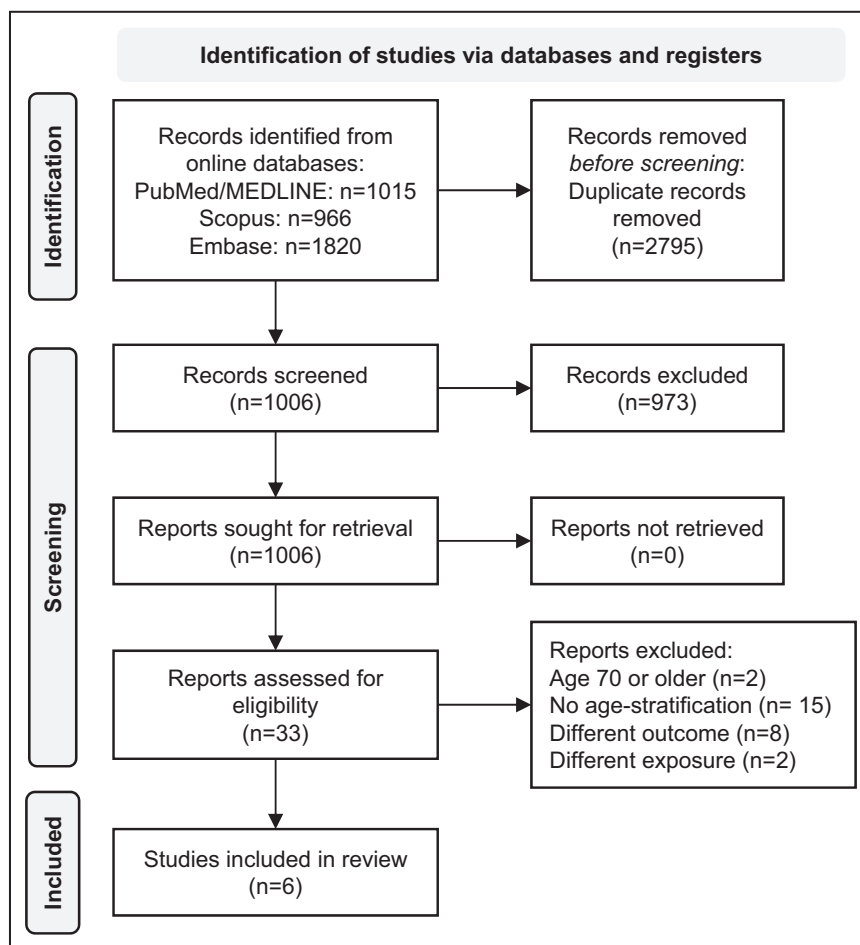 Identification of studies via databases and registers
Identification
Records identified from
online databases:
PubMed/MEDLINE: n=1015
Scopus: n=966
Embase: n=1820
Records removed
before screening:
Duplicate records
removed
(n=2795)
Screening
Records screened
(n=1006)
Records excluded
(n=973)
Reports sought for retrieval
(n=1006)
Reports not retrieved
(n=0)
Reports assessed for
eligibility
(n=33)
Reports excluded:
Age 70 or older (n=2)
No age-stratification (n= 15)
Different outcome (n=8)
Different exposure (n=2)
Included
Studies included in review
(n=6)